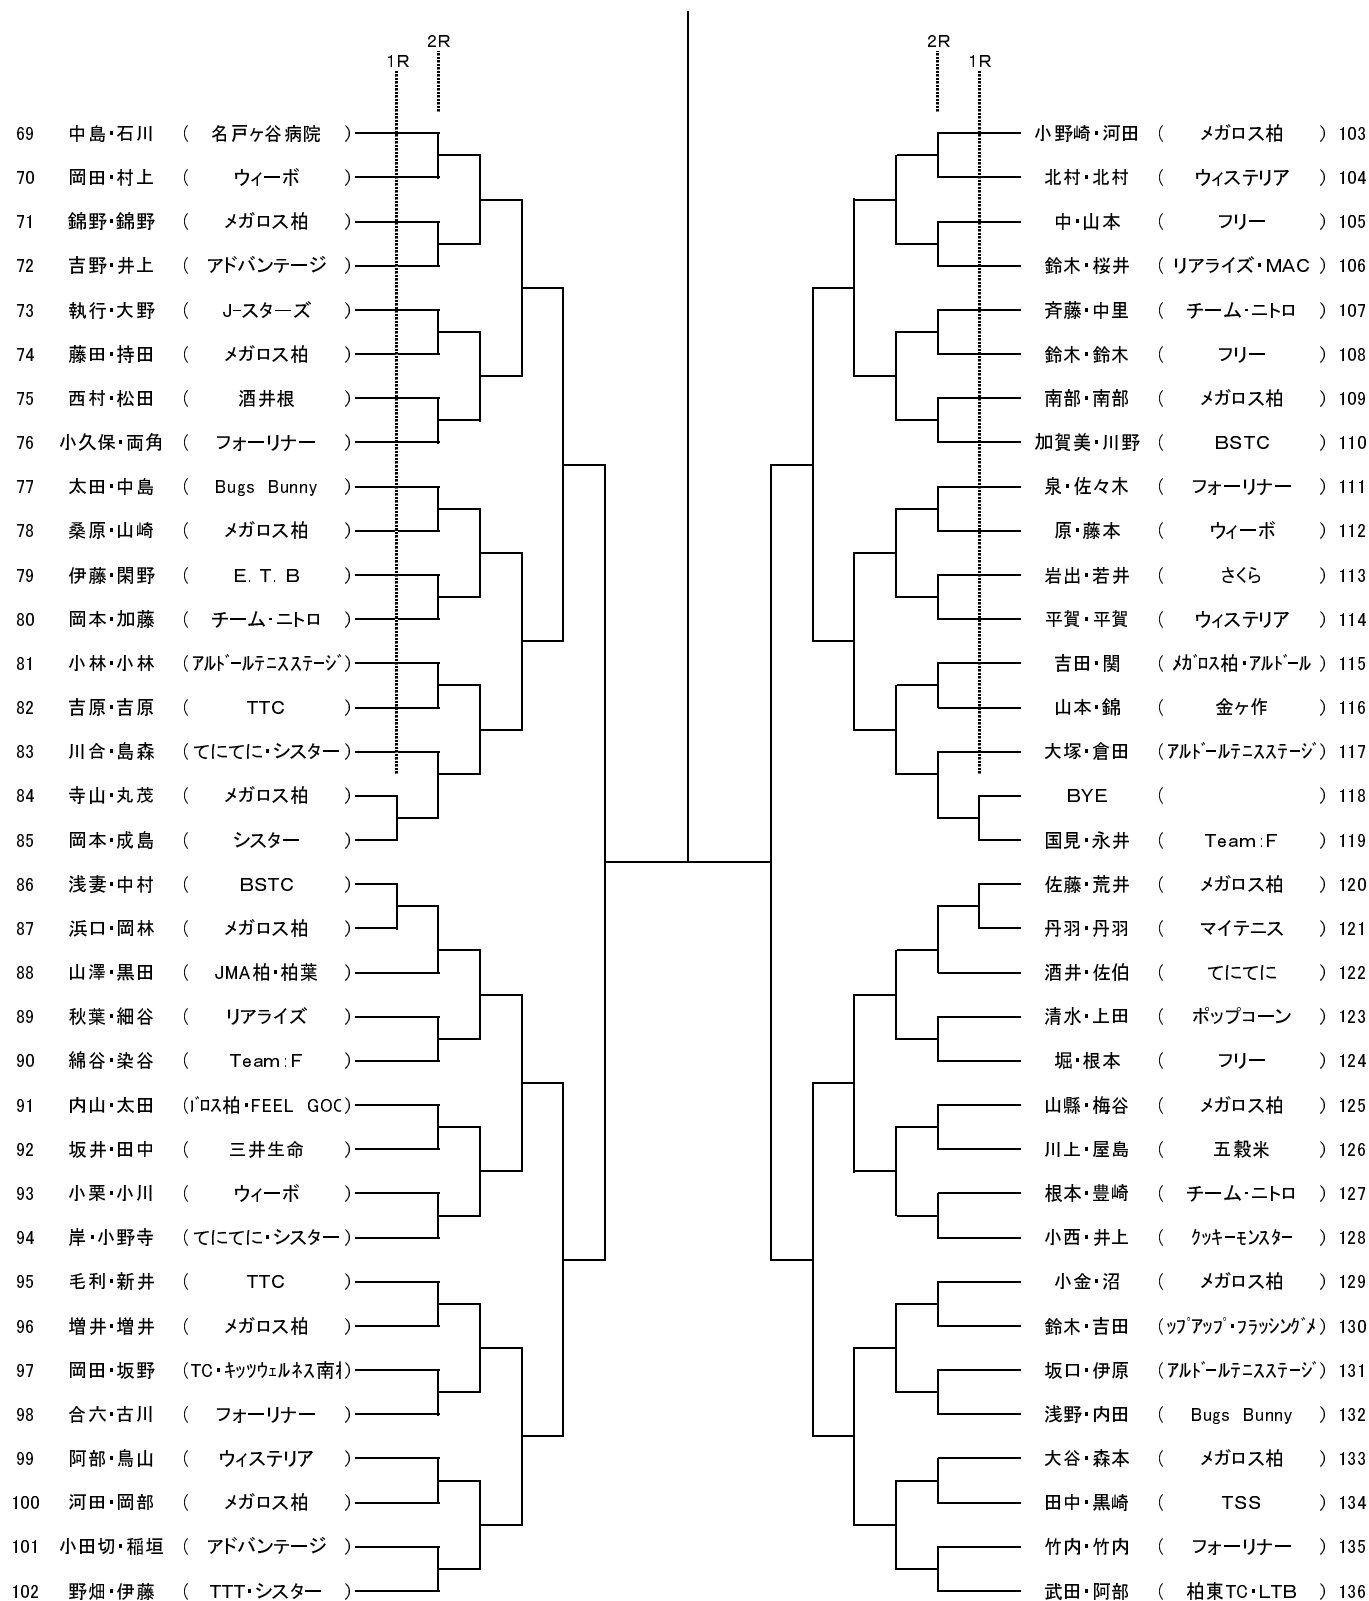 2R 2R
1R 1R
69 中島・石川 ( 名戸ヶ谷病院 ) 小野崎・河田 ( メガロス柏 ) 103
70 岡田・村上 ( ウィーボ ) 北村・北村 ( ウィステリア ) 104
71 錦野・錦野 ( メガロス柏 ) 中・山本 ( フリー ) 105
72 吉野・井上 ( アドバンテージ ) 鈴木・桜井 ( リアライズ・MAC ) 106
73 執行・大野 ( J-スターズ ) 斉藤・中里 ( チーム・ニトロ ) 107
74 藤田・持田 ( メガロス柏 ) 鈴木・鈴木 ( フリー ) 108
75 西村・松田 ( 酒井根 ) 南部・南部 ( メガロス柏 ) 109
76 小久保・両角 ( フォーリナー ) 加賀美・川野 ( BSTC ) 110
77 太田・中島 ( Bugs Bunny ) 泉・佐々木 ( フォーリナー ) 111
78 桑原・山崎 ( メガロス柏 ) 原・藤本 ( ウィーボ ) 112
79 伊藤・閑野 ( E.T.B ) 岩出・若井 ( さくら ) 113
80 岡本・加藤 ( チーム・ニトロ ) 平賀・平賀 ( ウィステリア ) 114
81 小林・小林 (アルドールテニスステージ) 吉田・関 ( メガロス柏・アルドール ) 115
82 吉原・吉原 ( TTC ) 山本・錦 ( 金ヶ作 ) 116
83 川合・島森 ( てにてに・シスター ) 大塚・倉田 (アルドールテニスステージ) 117
84 寺山・丸茂 ( メガロス柏 ) BYE ( ) 118
85 岡本・成島 ( シスター ) 国見・永井 ( Team:F ) 119
86 浅妻・中村 ( BSTC ) 佐藤・荒井 ( メガロス柏 ) 120
87 浜口・岡林 ( メガロス柏 ) 丹羽・丹羽 ( マイテニス ) 121
88 山澤・黒田 ( JMA柏・柏葉 ) 酒井・佐伯 ( てにてに ) 122
89 秋葉・細谷 ( リアライズ ) 清水・上田 ( ポップコーン ) 123
90 綿谷・染谷 ( Team:F ) 堀・根本 ( フリー ) 124
91 内山・太田 (ガロス柏・FEEL GOO) 山縣・梅谷 ( メガロス柏 ) 125
92 坂井・田中 ( 三井生命 ) 川上・屋島 ( 五穀米 ) 126
93 小栗・小川 ( ウィーボ ) 根本・豊崎 ( チーム・ニトロ ) 127
94 岸・小野寺 ( てにてに・シスター ) 小西・井上 ( クッキーモンスター ) 128
95 毛利・新井 ( TTC ) 小金・沼 ( メガロス柏 ) 129
96 増井・増井 ( メガロス柏 ) 鈴木・吉田 (ップアップ・フラッシングメ) 130
97 岡田・坂野 (TC・キッツウェルネス南柏) 坂口・伊原 (アルドールテニスステージ) 131
98 合六・古川 ( フォーリナー ) 浅野・内田 ( Bugs Bunny ) 132
99 阿部・鳥山 ( ウィステリア ) 大谷・森本 ( メガロス柏 ) 133
100 河田・岡部 ( メガロス柏 ) 田中・黒崎 ( TSS ) 134
101 小田切・稲垣 ( アドバンテージ ) 竹内・竹内 ( フォーリナー ) 135
102 野畑・伊藤 ( TTT・シスター ) 武田・阿部 ( 柏東TC・LTB ) 136